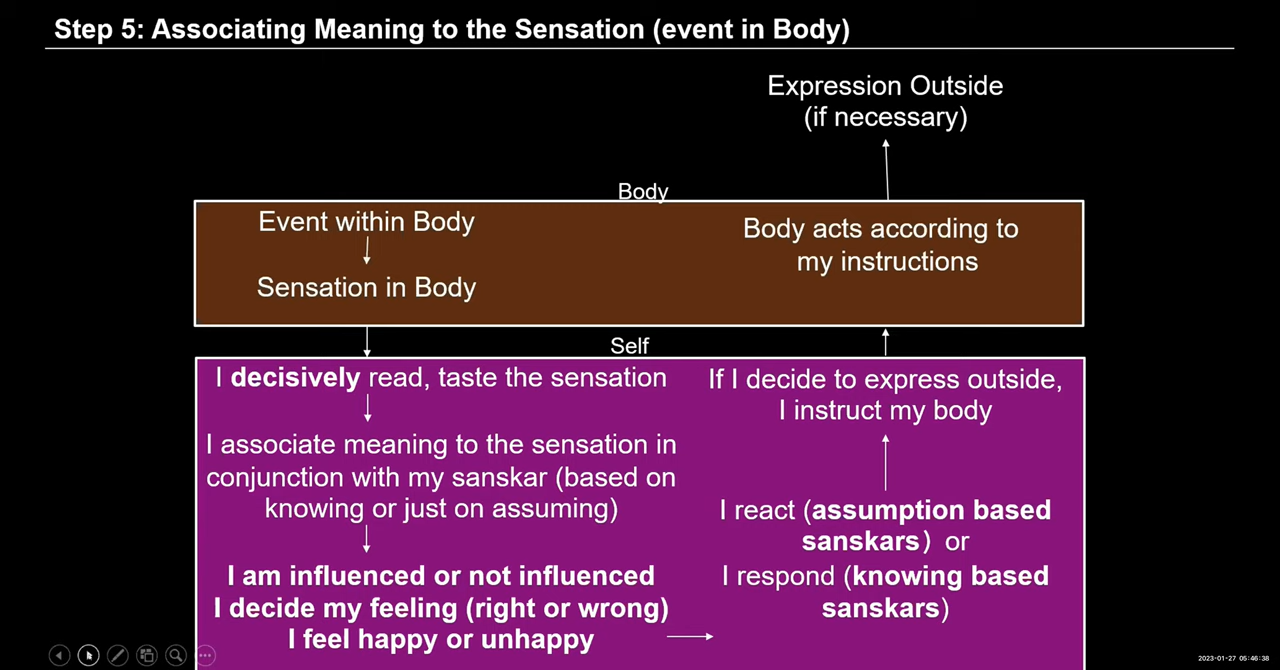 Step 5: Associating Meaning to the Sensation (event in Body)
Expression Outside
(if necessary)
Body
Event within Body
Sensation in Body
Body acts according to
my instructions
Self
I decisively read, taste the sensation
I associate meaning to the sensation in
conjunction with my sanskar (based on
knowing or just on assuming)
I am influenced or not influenced
I decide my feeling (right or wrong)
I feel happy or unhappy
If I decide to express outside,
I instruct my body
I react (assumption based
sanskars) or
I respond (knowing based
sanskars)
2023-01-27 05:46:38